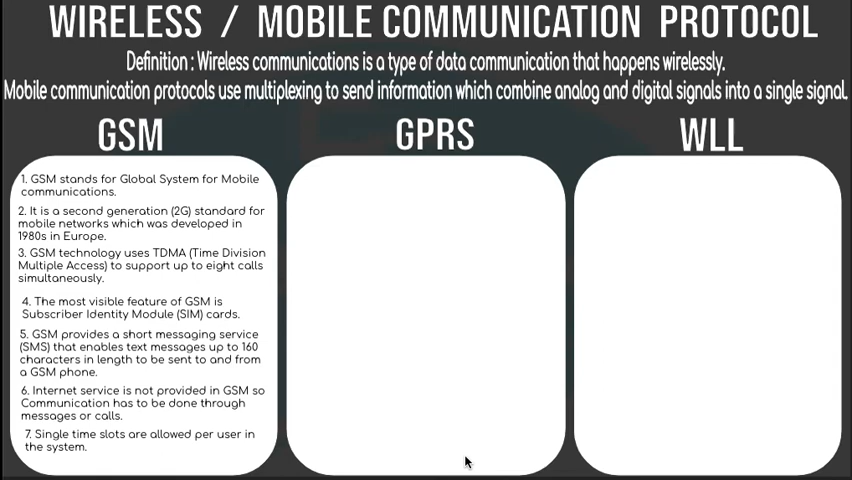 WIRELESS / MOBILE COMMUNICATION PROTOCOL
Definition : Wireless communications is a type of data communication that happens wirelessly.
Mobile communication protocols use multiplexing to send information which combine analog and digital signals into a single signal.
GSM
1. GSM stands for Global System for Mobile
communications.
2. It is a second generation (2G) standard for
mobile networks which was developed in
1980s in Europe.
3. GSM technology uses TDMA (Time Division
Multiple Access) to support up to eight calls
simultaneously.
4. The most visible feature of GSM is
Subscriber Identity Module (SIM) cards.
5. GSM provides a short messaging service
(SMS) that enables text messages up to 160
characters in length to be sent to and from
a GSM phone.
6. Internet service is not provided in GSM so
Communication has to be done through
messages or calls.
7. Single time slots are allowed per user in
the system.
GPRS
WLL